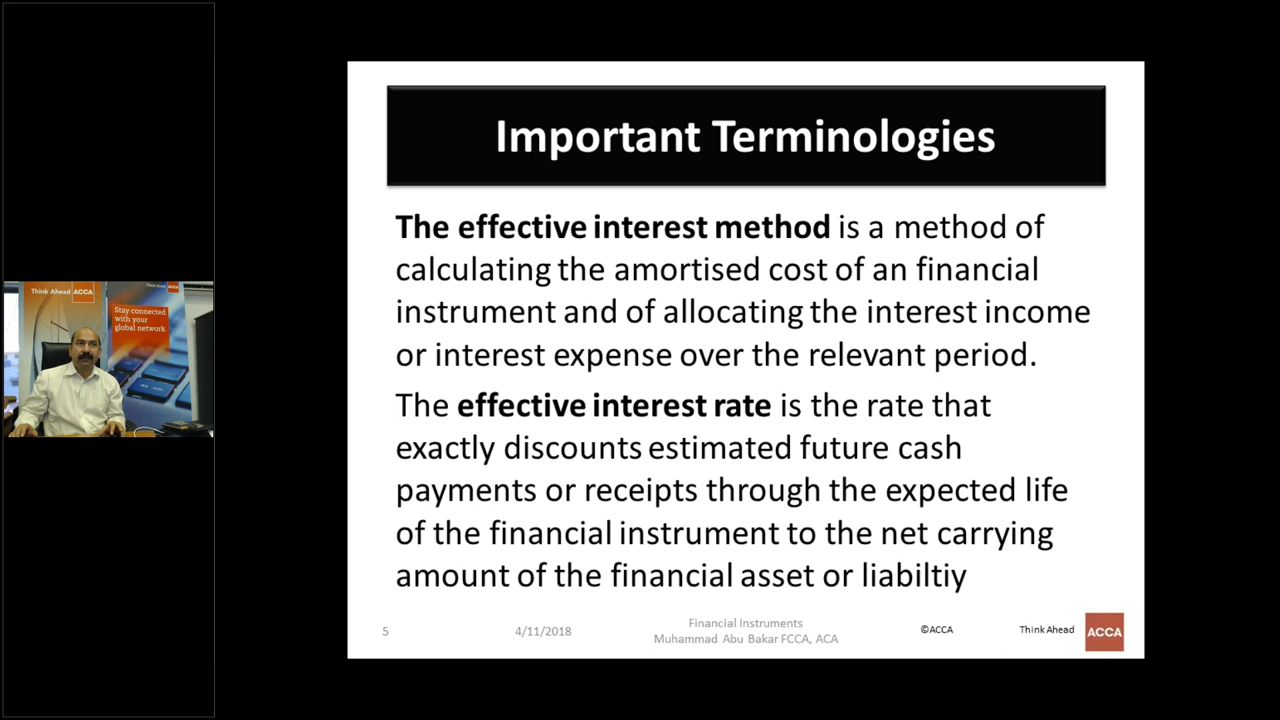 Important Terminologies
The effective interest method is a method of
calculating the amortised cost of an financial
instrument and of allocating the interest income
or interest expense over the relevant period.
The effective interest rate is the rate that
exactly discounts estimated future cash
payments or receipts through the expected life
of the financial instrument to the net carrying
amount of the financial asset or liabiltiy
5
4/11/2018
Financial Instruments
Muhammad Abu Bakar FCCA, ACA
©ACCA
Think Ahead
ACCA
Think Ahead ACCA
Think Ahead ACCA
Stay connected
with your
global network